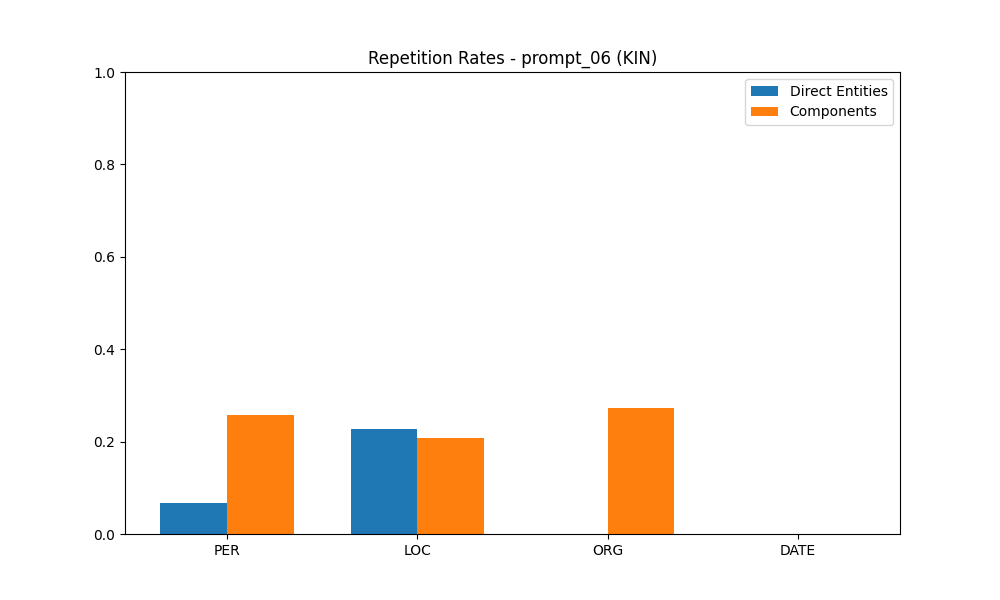 Repetition Rates - prompt_06 (KIN)
1.0
0.8
0.6
0.4
0.2
0.0
Direct Entities
Components
PER LOC ORG DATE